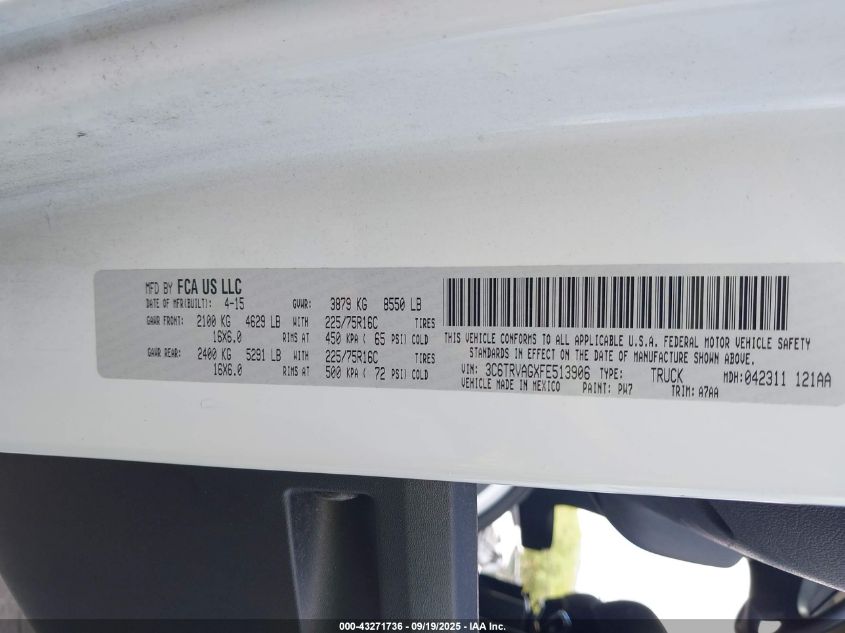 MFD BY FCA US LLC
DATE OF MFR(BUILT): 4-15 GVWR: 3879 KG 8550 LB
GAWR FRONT: 2100 KG 4629 LB WITH 225/75R16C TIRES
16X6.0 RIMS AT 450 KPA ( 65 PSI) COLD
GAWR REAR: 2400 KG 5291 LB WITH 225/75R16C TIRES
16X6.0 RIMS AT 500 KPA ( 72 PSI) COLD
THIS VEHICLE CONFORMS TO ALL APPLICABLE U.S.A. FEDERAL MOTOR VEHICLE SAFETY
STANDARDS IN EFFECT ON THE DATE OF MANUFACTURE SHOWN ABOVE.
VIN: 3C6TRVAGXFE513906 TYPE: TRUCK MDH:042311 121AA
VEHICLE MADE IN MEXICO PAINT: PW7 TRIM: A7AA
000-43271736 - 09/19/2025 - IAA Inc.